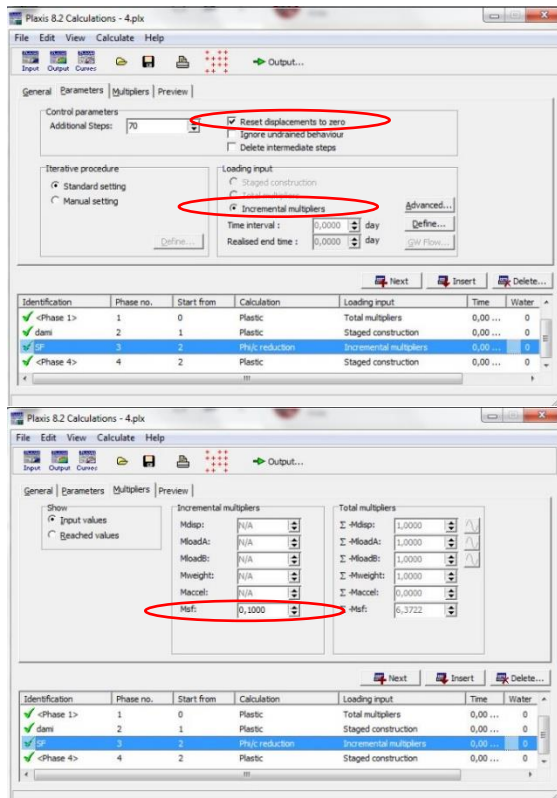 Plaxis 8.2 Calculations - 4.plx
File Edit View Calculate Help
Input Output Curves Output...
General Parameters Multipliers Preview
Control parameters
Additional Steps: 70
Reset displacements to zero
Ignore undrained behaviour
Delete intermediate steps
Iterative procedure
Standard setting
Manual setting
Define...
Loading input
Staged construction
Total multipliers
Incremental multipliers
Advanced...
Time interval : 0,0000 day Define...
Realised end time : 0,0000 day GW Flow...
Next Insert Delete...
Identification Phase no. Start from Calculation Loading input Time Water
<Phase 1> 1 0 Plastic Total multipliers 0,00 ... 0
dami 2 1 Plastic Staged construction 0,00 ... 0
SF 3 2 Phi/c reduction Incremental multipliers 0,00 ... 0
<Phase 4> 4 2 Plastic Staged construction 0,00 ... 0
Plaxis 8.2 Calculations - 4.plx
File Edit View Calculate Help
Input Output Curves Output...
General Parameters Multipliers Preview
Show
Input values
Reached values
Incremental multipliers
Mdisp: N/A
MloadA: N/A
MloadB: N/A
Mweight: N/A
Maccel: N/A
Msf: 0,1000
Total multipliers
Σ -Mdisp: 1,0000
Σ -MloadA: 1,0000
Σ -MloadB: 1,0000
Σ -Mweight: 1,0000
Σ -Maccel: 0,0000
Σ -Msf: 6,3722
Next Insert Delete...
Identification Phase no. Start from Calculation Loading input Time Water
<Phase 1> 1 0 Plastic Total multipliers 0,00 ... 0
dami 2 1 Plastic Staged construction 0,00 ... 0
SF 3 2 Phi/c reduction Incremental multipliers 0,00 ... 0
<Phase 4> 4 2 Plastic Staged construction 0,00 ... 0